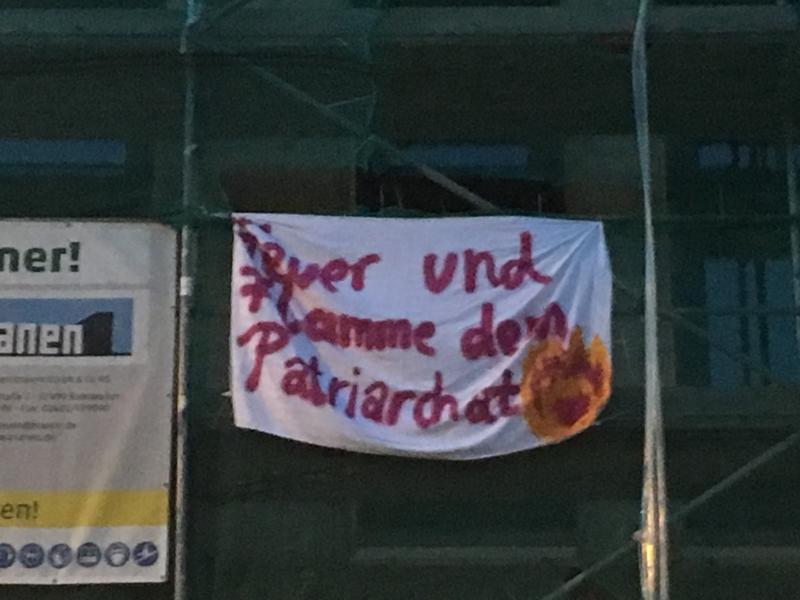 ner!
anen
en!
Feuer und
Flamme dem
Patriarchat